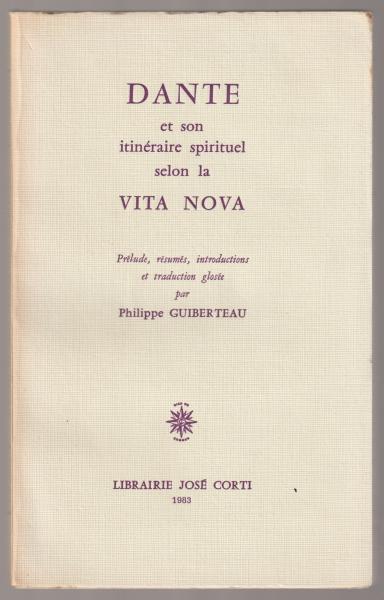 DANTE
et son
itinéraire spirituel
selon la
VITA NOVA
Prélude, résumés, introductions
et traduction glosée
par
Philippe GUIBERTEAU
LIBRAIRIE JOSÉ CORTI
1983